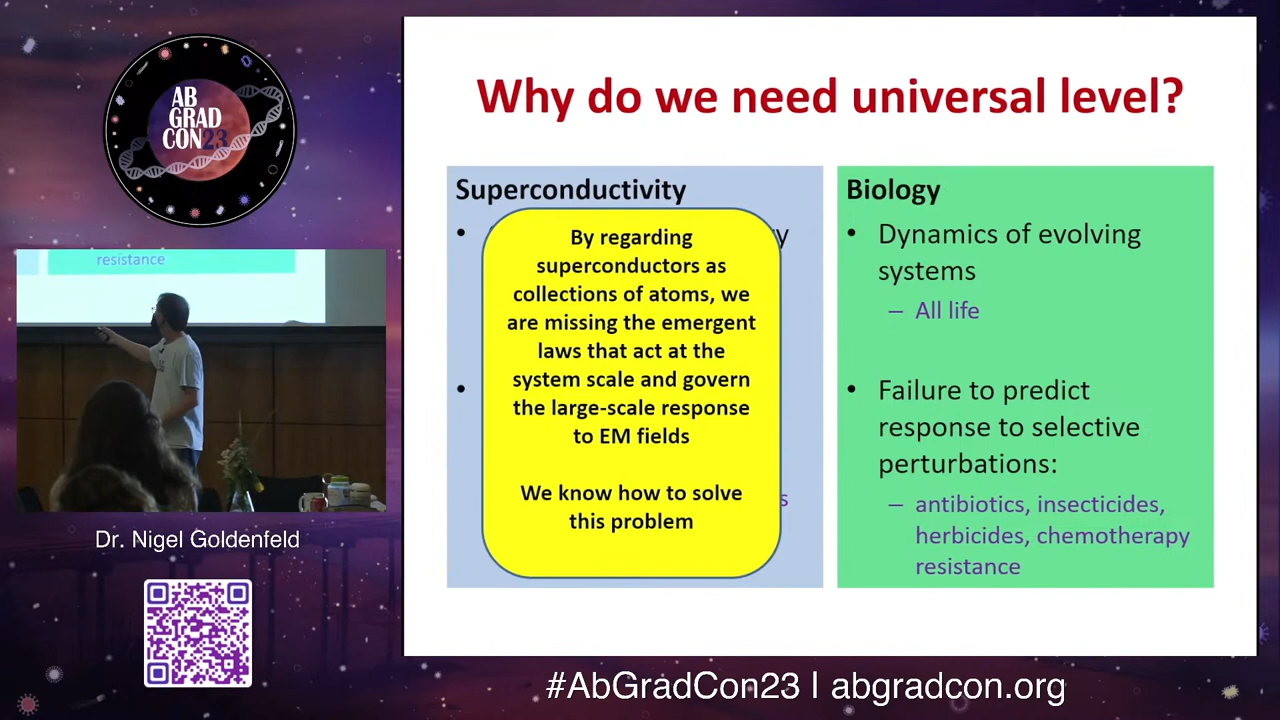 AB
GRAD
CON23
resistance
Dr. Nigel Goldenfeld
Why do we need universal level?
Superconductivity
•
By regarding
superconductors as
collections of atoms, we
are missing the emergent
laws that act at the
system scale and govern
the large-scale response
to EM fields
We know how to solve
this problem
•
Biology
• Dynamics of evolving
systems
– All life
• Failure to predict
response to selective
perturbations:
– antibiotics, insecticides,
herbicides, chemotherapy
resistance
#AbGradCon23 | abgradcon.org